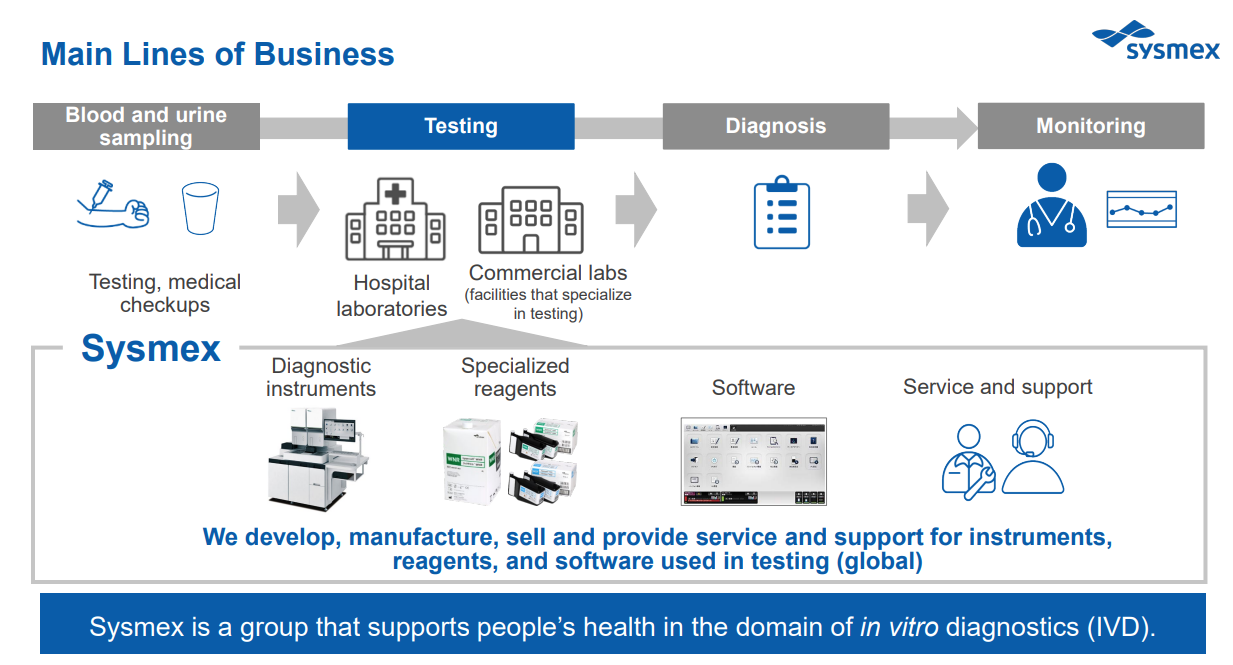 Main Lines of Business
sysmex
Blood and urine
sampling
Testing
Diagnosis
Monitoring
Testing, medical
checkups
Hospital
laboratories
Commercial labs
(facilities that specialize
in testing)
Sysmex
Diagnostic
instruments
Specialized
reagents
Software
Service and support
WNR
We develop, manufacture, sell and provide service and support for instruments,
reagents, and software used in testing (global)
Sysmex is a group that supports people’s health in the domain of in vitro diagnostics (IVD).